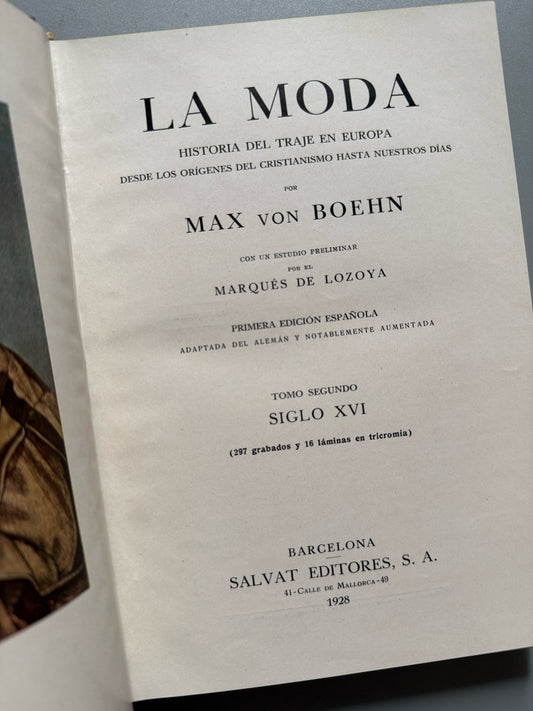 LA MODA
HISTORIA DEL TRAJE EN EUROPA
DESDE LOS ORÍGENES DEL CRISTIANISMO HASTA NUESTROS DÍAS
POR
MAX VON BOEHN
CON UN ESTUDIO PRELIMINAR
POR EL
MARQUÉS DE LOZOYA
PRIMERA EDICIÓN ESPAÑOLA
ADAPTADA DEL ALEMÁN Y NOTABLEMENTE AUMENTADA
TOMO SEGUNDO
SIGLO XVI
(297 grabados y 16 láminas en tricromía)
BARCELONA
SALVAT EDITORES, S. A.
41-CALLE DE MALLORCA-49
1928